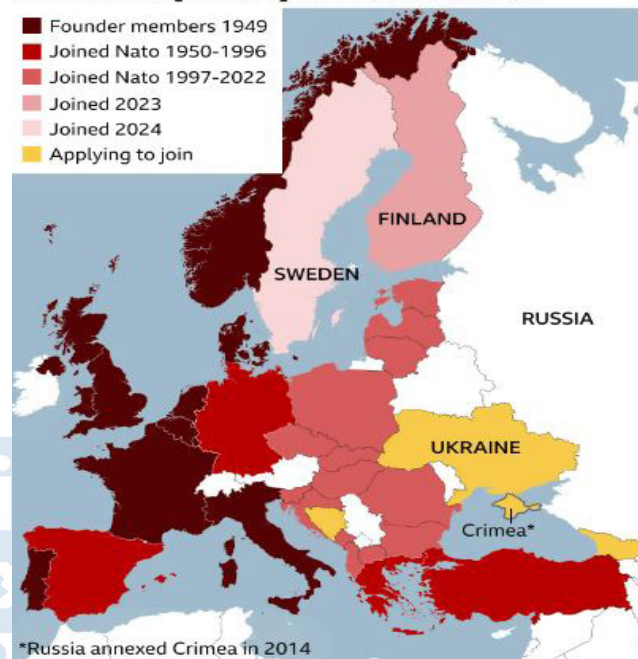 Founder members 1949
Joined Nato 1950-1996
Joined Nato 1997-2022
Joined 2023
Joined 2024
Applying to join
FINLAND
SWEDEN
RUSSIA
UKRAINE
Crimea*
*Russia annexed Crimea in 2014